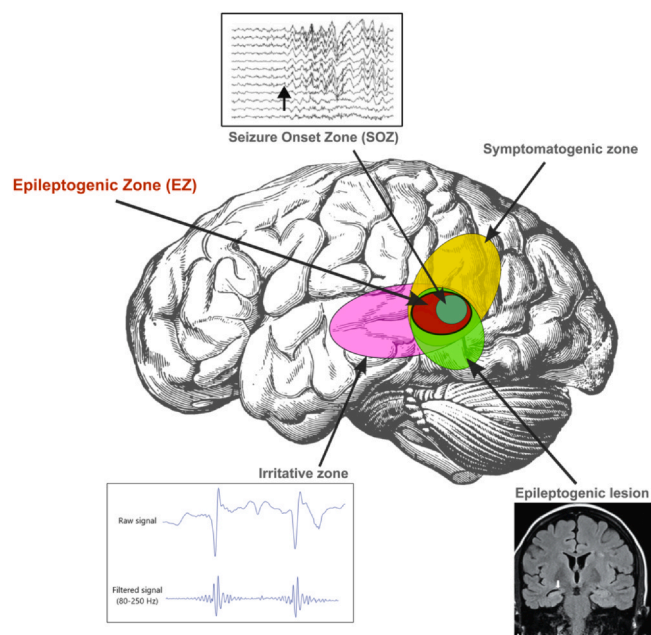 Seizure Onset Zone (SOZ)
Symptomatogenic zone
Epileptogenic Zone (EZ)
Irritative zone
Epileptogenic lesion
Raw signal
Filtered signal
(80-250 Hz)